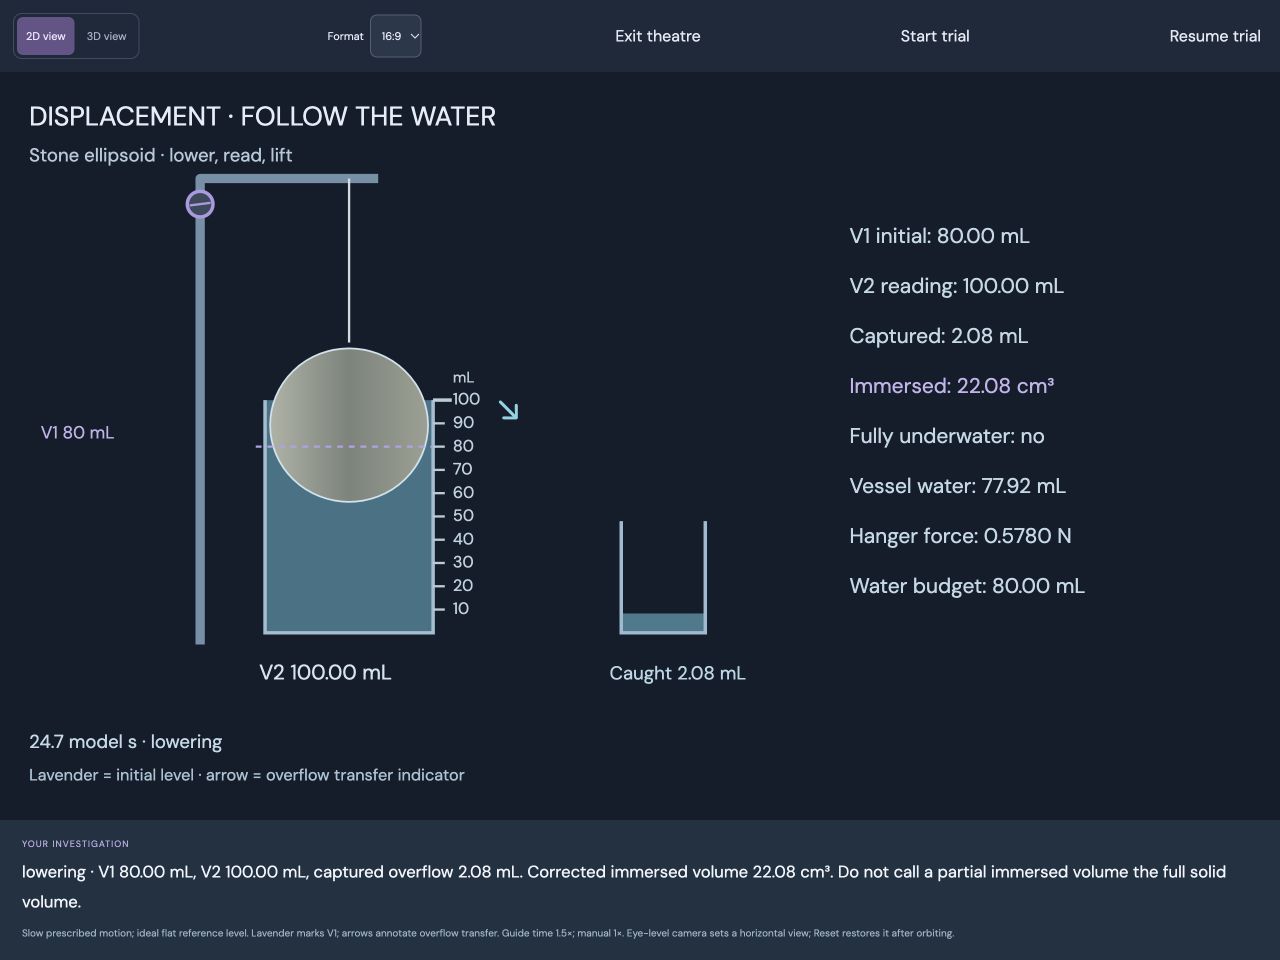 2D view
3D view
Format
16:9
Exit theatre
Start trial
Resume trial
DISPLACEMENT · FOLLOW THE WATER
Stone ellipsoid · lower, read, lift
V1 initial: 80.00 mL
V2 reading: 100.00 mL
Captured: 2.08 mL
Immersed: 22.08 cm³
Fully underwater: no
Vessel water: 77.92 mL
Hanger force: 0.5780 N
Water budget: 80.00 mL
mL
100
90
80
70
60
50
40
30
20
10
V1 80 mL
V2 100.00 mL
Caught 2.08 mL
24.7 model s · lowering
Lavender = initial level · arrow = overflow transfer indicator
YOUR INVESTIGATION
lowering · V1 80.00 mL, V2 100.00 mL, captured overflow 2.08 mL. Corrected immersed volume 22.08 cm³. Do not call a partial immersed volume the full solid
volume.
Slow prescribed motion; ideal flat reference level. Lavender marks V1; arrows annotate overflow transfer. Guide time 1.5×; manual 1×. Eye-level camera sets a horizontal view; Reset restores it after orbiting.